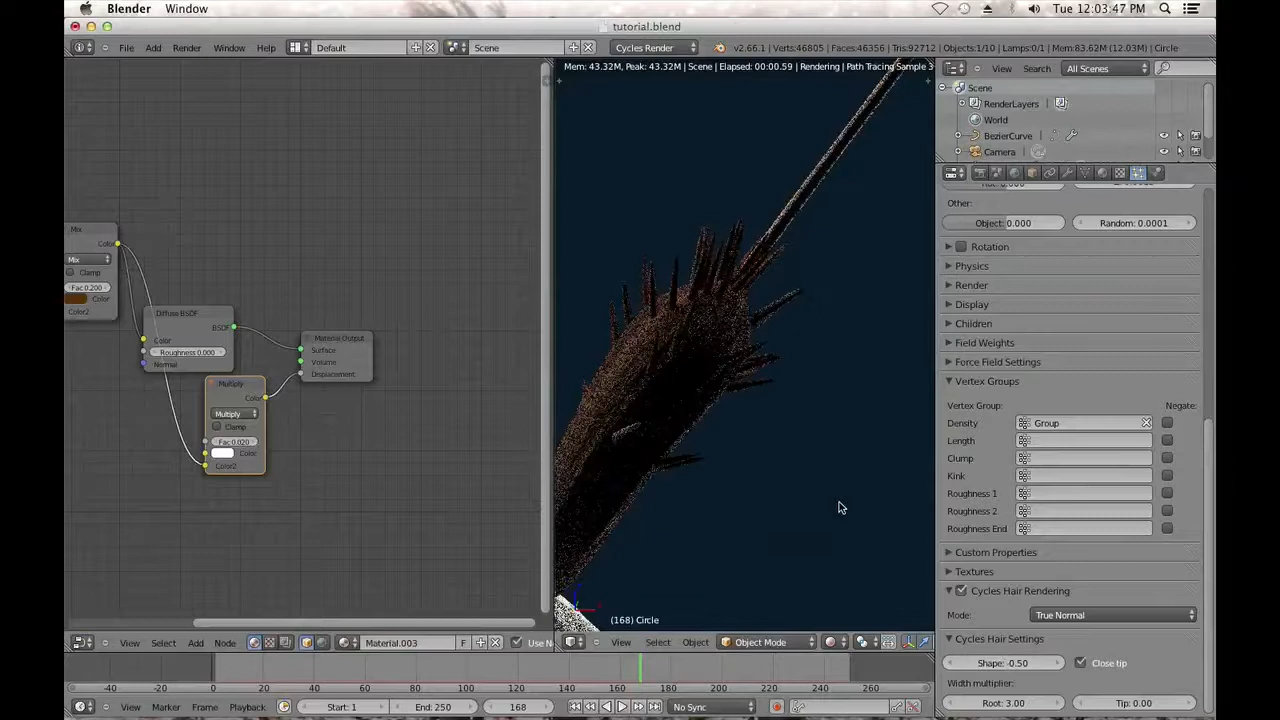 Blender Window
Tue 12:03:47 PM
tutorial.blend
File Add Render Window Help
Default
Scene
Cycles Render
v2.66.1 | Verts:46805 | Faces:46356 | Tris:92712 | Objects:1/10 | Lamps:0/1 | Mem:83.62M (12.03M) | Circle
Mem: 43.32M, Peak: 43.32M | Scene | Elapsed: 00:00.59 | Rendering | Path Tracing Sample 3
View Search All Scenes
Scene
RenderLayers
World
BezierCurve
Camera
Other:
Object: 0.000
Random: 0.0001
Rotation
Physics
Render
Display
Children
Field Weights
Force Field Settings
Vertex Groups
Vertex Group:
Negate:
Density Group
Length
Clump
Kink
Roughness 1
Roughness 2
Roughness End
Custom Properties
Textures
Cycles Hair Rendering
Mode: True Normal
Cycles Hair Settings
Shape: -0.50
Close tip
Width multiplier:
Root: 3.00
Tip: 0.00
Mix
Color
Mix
Clamp
Fac 0.200
Color
Color2
Diffuse BSDF
BSDF
Color
Roughness 0.000
Normal
Material Output
Surface
Volume
Displacement
Multiply
Color
Multiply
Clamp
Fac 0.020
Color
Color2
(168) Circle
View Select Add Node
Material.003
F
Use N
View Select Object
Object Mode
-40 -20 0 20 40 60 80 100 120 140 160 180 200 220 240 260
View Marker Frame Playback
Start: 1
End: 250
168
No Sync